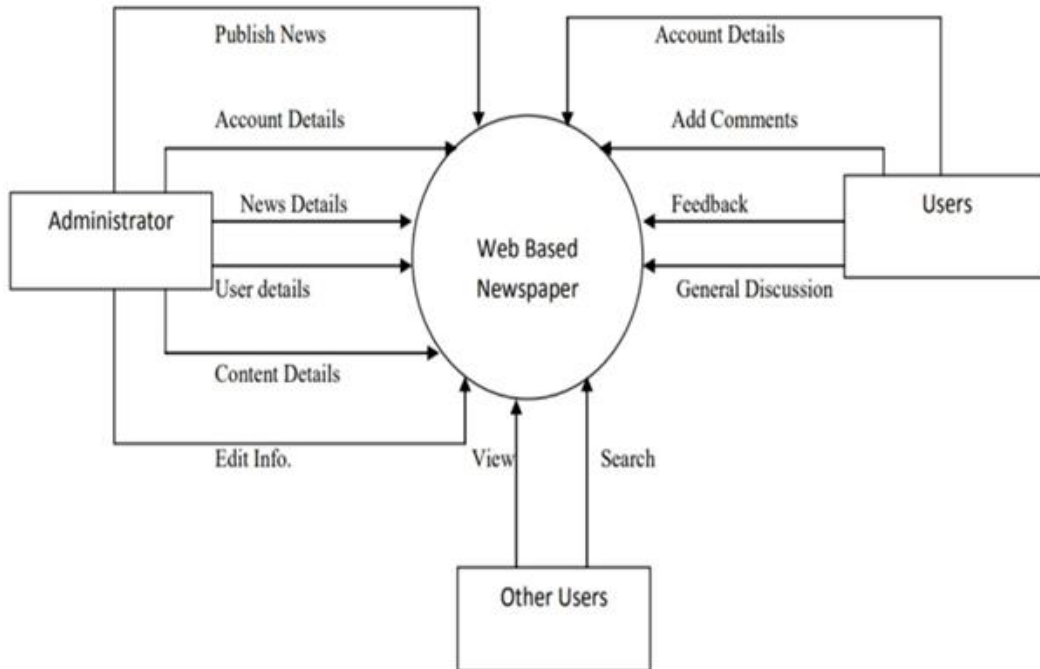 Publish News
Account Details
Account Details
Add Comments
Administrator
News Details
Feedback
Users
Web Based
Newspaper
User details
General Discussion
Content Details
Edit Info.
View
Search
Other Users